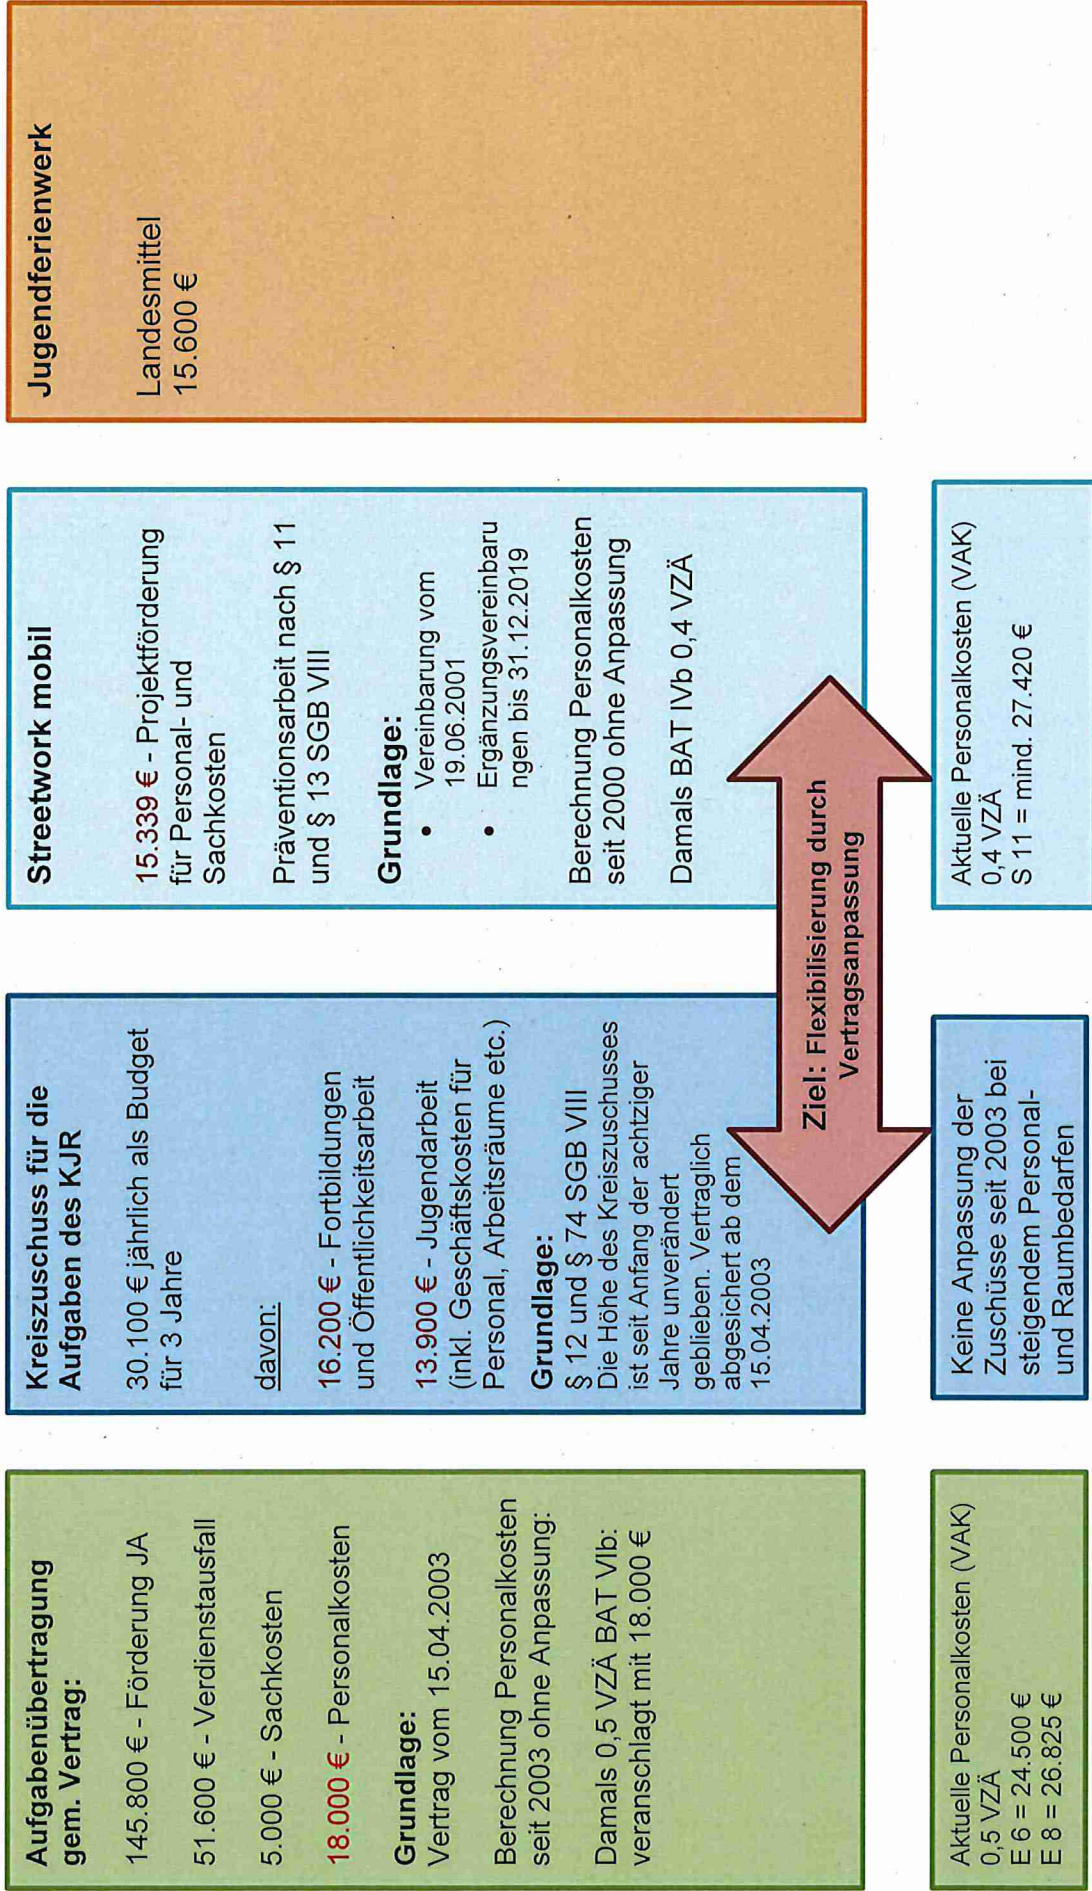 Aufgabenübertragung
gem. Vertrag:
145.800 € - Förderung JA
51.600 € - Verdienstausfall
5.000 € - Sachkosten
18.000 € - Personalkosten
Grundlage:
Vertrag vom 15.04.2003
Berechnung Personalkosten
seit 2003 ohne Anpassung:
Damals 0,5 VZÄ BAT VIb:
veranschlagt mit 18.000 €
Aktuelle Personalkosten (VAK)
0,5 VZÄ
E 6 = 24.500 €
E 8 = 26.825 €
Kreiszuschuss für die
Aufgaben des KJR
30.100 € jährlich als Budget
für 3 Jahre
davon:
16.200 € - Fortbildungen
und Öffentlichkeitsarbeit
13.900 € - Jugendarbeit
(inkl. Geschäftskosten für
Personal, Arbeitsräume etc.)
Grundlage:
§ 12 und § 74 SGB VIII
Die Höhe des Kreiszuschusses
ist seit Anfang der achtziger
Jahre unverändert
geblieben. Vertraglich
abgesichert ab dem
15.04.2003
Keine Anpassung der
Zuschüsse seit 2003 bei
steigendem Personal-
und Raumbedarfen
Ziel: Flexibilisierung durch
Vertragsanpassung
Streetwork mobil
15.339 € - Projektförderung
für Personal- und
Sachkosten
Präventionsarbeit nach § 11
und § 13 SGB VIII
Grundlage:
• Vereinbarung vom
19.06.2001
• Ergänzungsvereinbaru
ngen bis 31.12.2019
Berechnung Personalkosten
seit 2000 ohne Anpassung
Damals BAT IVb 0,4 VZÄ
Aktuelle Personalkosten (VAK)
0,4 VZÄ
S 11 = mind. 27.420 €
Jugendferienwerk
Landesmittel
15.600 €